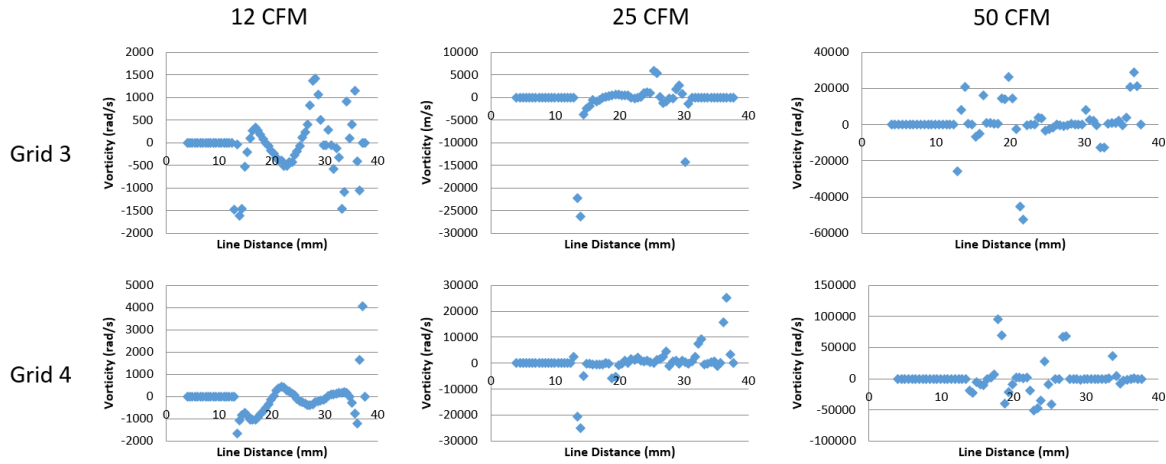 12 CFM
25 CFM
50 CFM
Grid 3
Vorticity (rad/s)
2000
1500
1000
500
0
-500
-1000
-1500
-2000
0 10 20 30 40
Line Distance (mm)
Vorticity (m/s)
10000
5000
0
-5000
-10000
-15000
-20000
-25000
-30000
0 10 20 30 40
Line Distance (mm)
Vorticity (rad/s)
40000
20000
0
-20000
-40000
-60000
0 10 20 30 40
Line Distance (mm)
Grid 4
Vorticity (rad/s)
5000
4000
3000
2000
1000
0
-1000
-2000
0 10 20 30 40
Line Distance (mm)
Vorticity (rad/s)
30000
20000
10000
0
-10000
-20000
-30000
0 10 20 30 40
Line Distance (mm)
Vorticity (rad/s)
150000
100000
50000
0
-50000
-100000
0 10 20 30 40
Line Distance (mm)